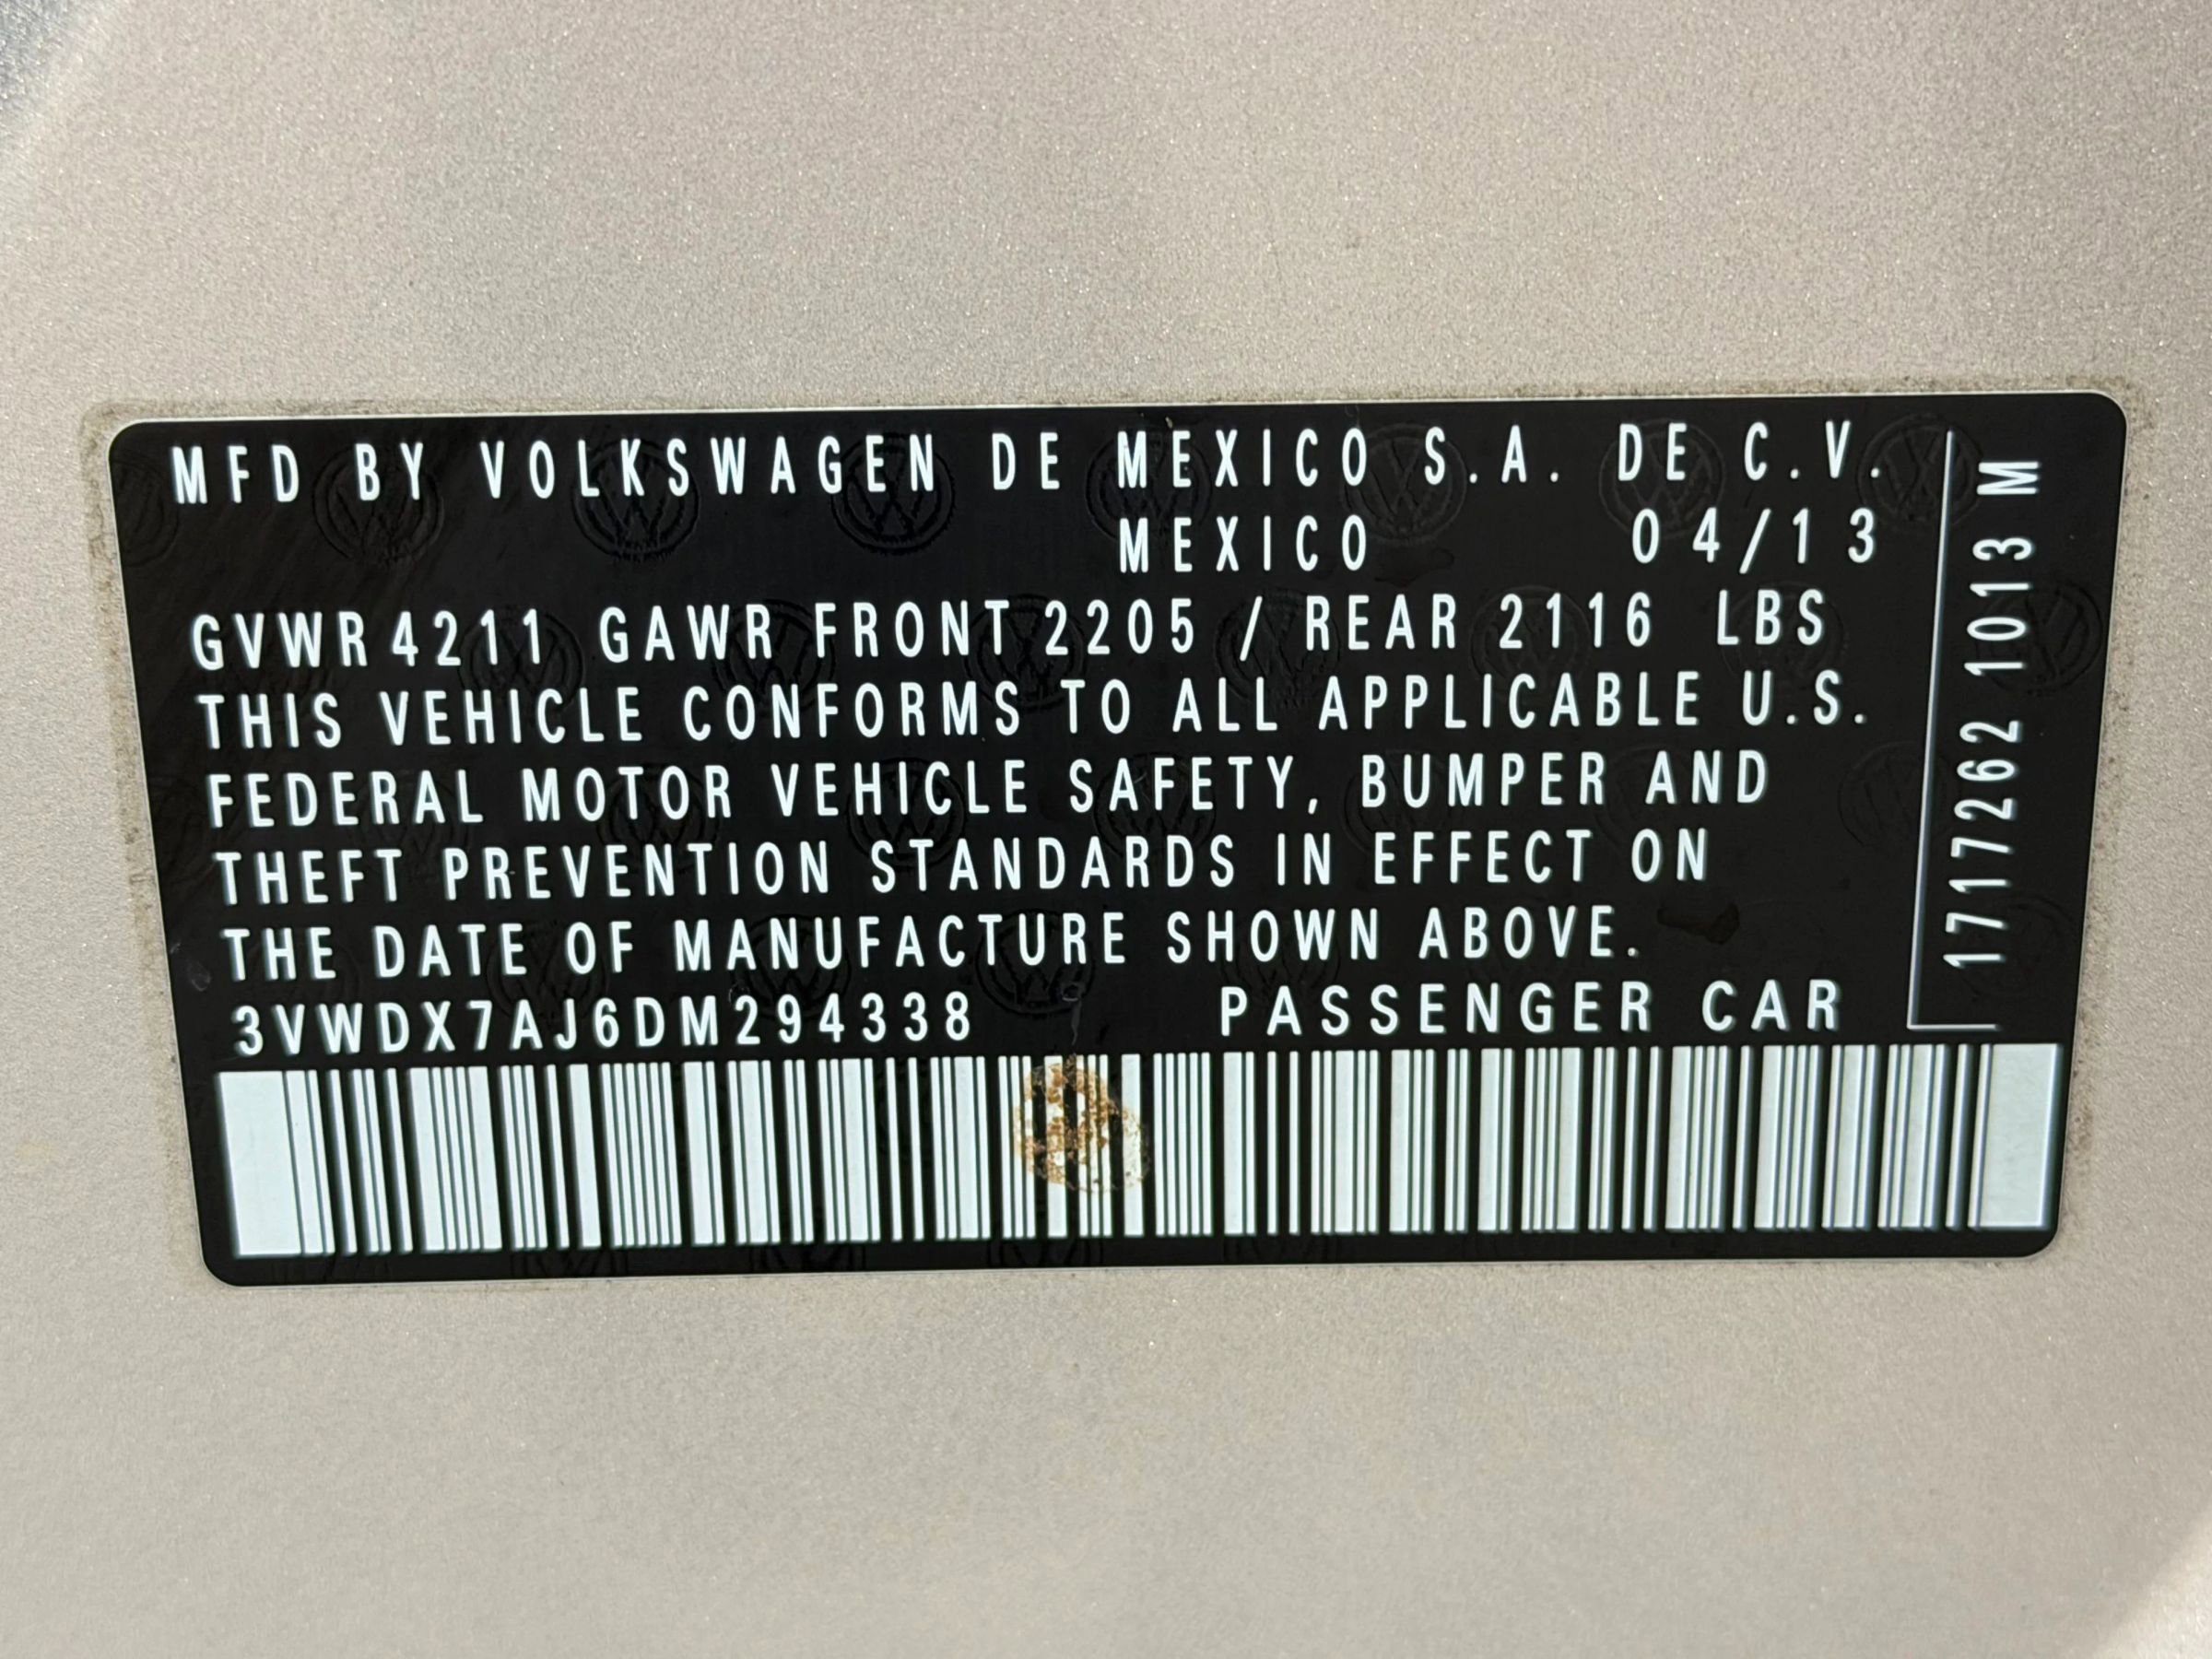 MFD BY VOLKSWAGEN DE MEXICO S.A. DE C.V.
MEXICO 04/13
GVWR 4211 GAWR FRONT 2205 / REAR 2116 LBS
THIS VEHICLE CONFORMS TO ALL APPLICABLE U.S.
FEDERAL MOTOR VEHICLE SAFETY, BUMPER AND
THEFT PREVENTION STANDARDS IN EFFECT ON
THE DATE OF MANUFACTURE SHOWN ABOVE.
3VWDX7AJ6DM294338 PASSENGER CAR
1717262 1013 M